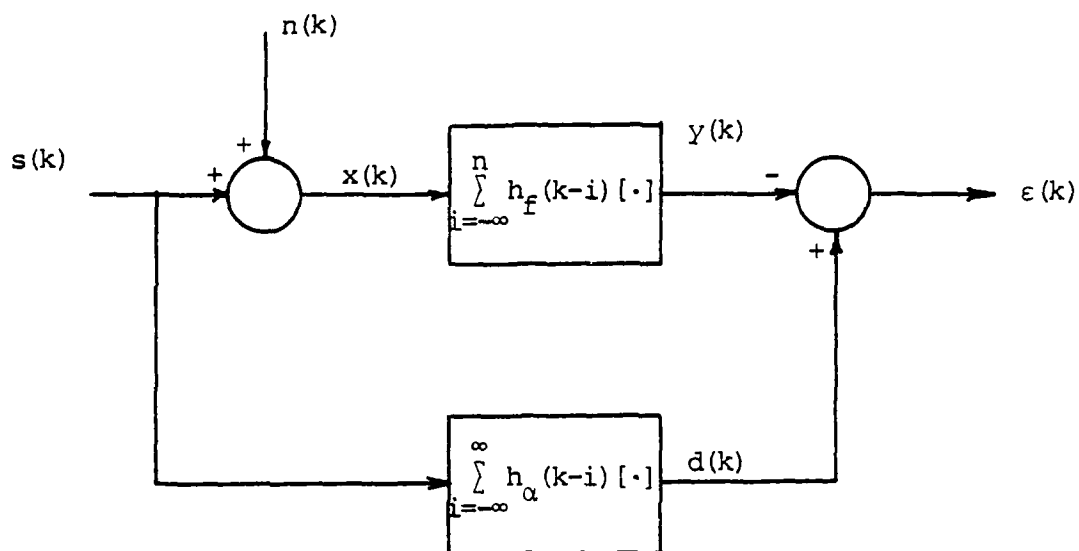 n(k)
s(k)
+
+
x(k)
n
∑ h_f(k-i)[·]
i=-∞
y(k)
-
+
ε(k)
∞
∑ h_α(k-i)[·]
i=-∞
d(k)